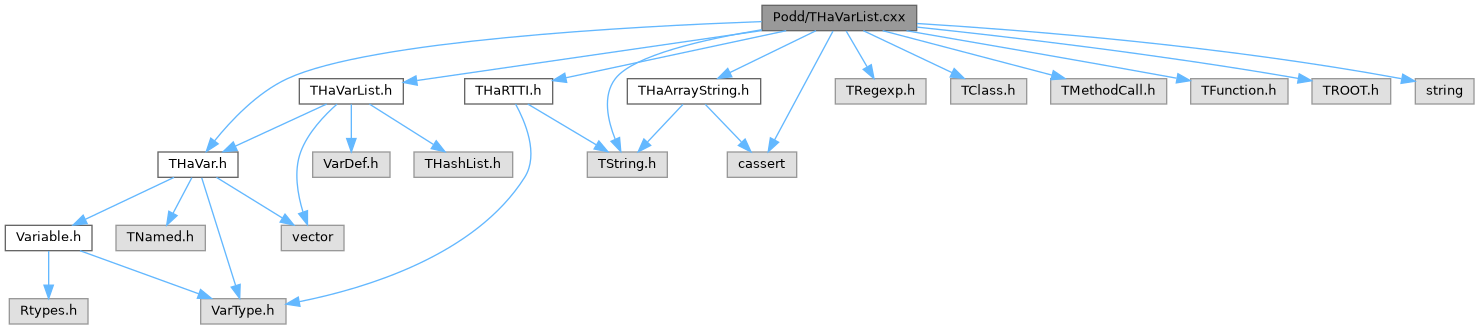 Podd/THaVarList.cxx
THaVarList.h
THaRTTI.h
THaArrayString.h
TRegexp.h
TClass.h
TMethodCall.h
TFunction.h
TROOT.h
string
THaVar.h
VarDef.h
THashList.h
TString.h
cassert
Variable.h
TNamed.h
vector
Rtypes.h
VarType.h